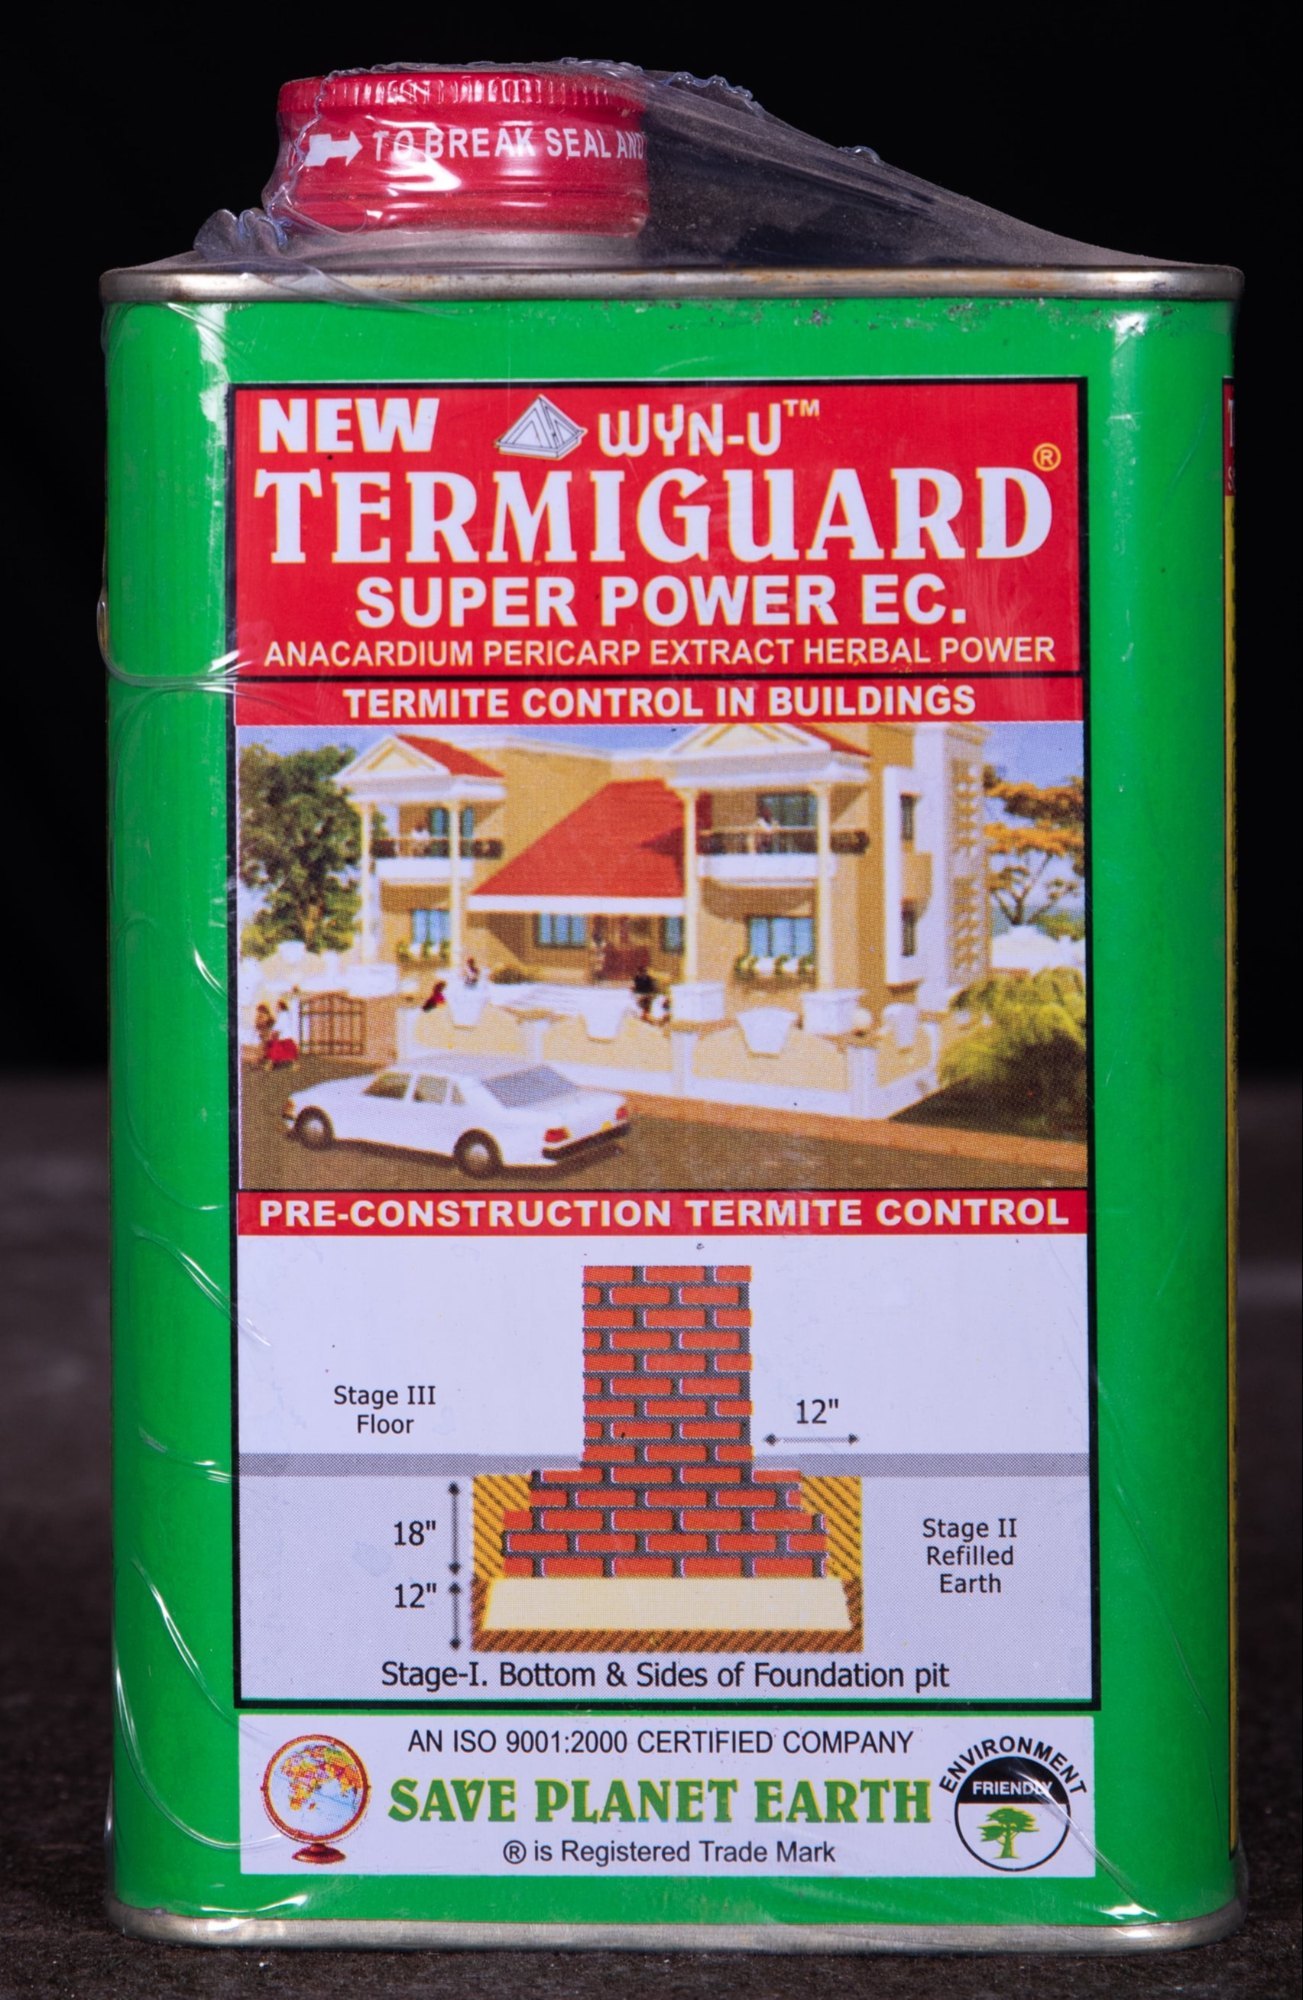 TO BREAK SEAL AND
NEW WYN-U™
TERMIGUARD®
SUPER POWER EC.
ANACARDIUM PERICARP EXTRACT HERBAL POWER
TERMITE CONTROL IN BUILDINGS
PRE-CONSTRUCTION TERMITE CONTROL
Stage III
Floor
12"
18"
12"
Stage II
Refilled
Earth
Stage-I. Bottom & Sides of Foundation pit
AN ISO 9001:2000 CERTIFIED COMPANY
SAVE PLANET EARTH
® is Registered Trade Mark
ENVIRONMENT
FRIENDLY